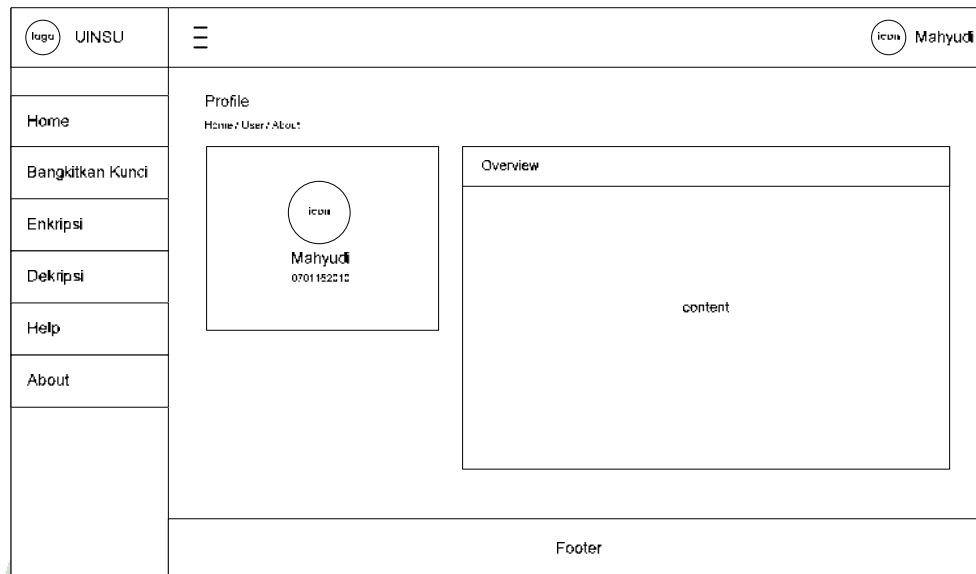 logo UINSU
icon Mahyudi
Home
Bangkitkan Kunci
Enkripsi
Dekripsi
Help
About
Profile
Home / User / About
icon
Mahyudi
Overview
content
Footer